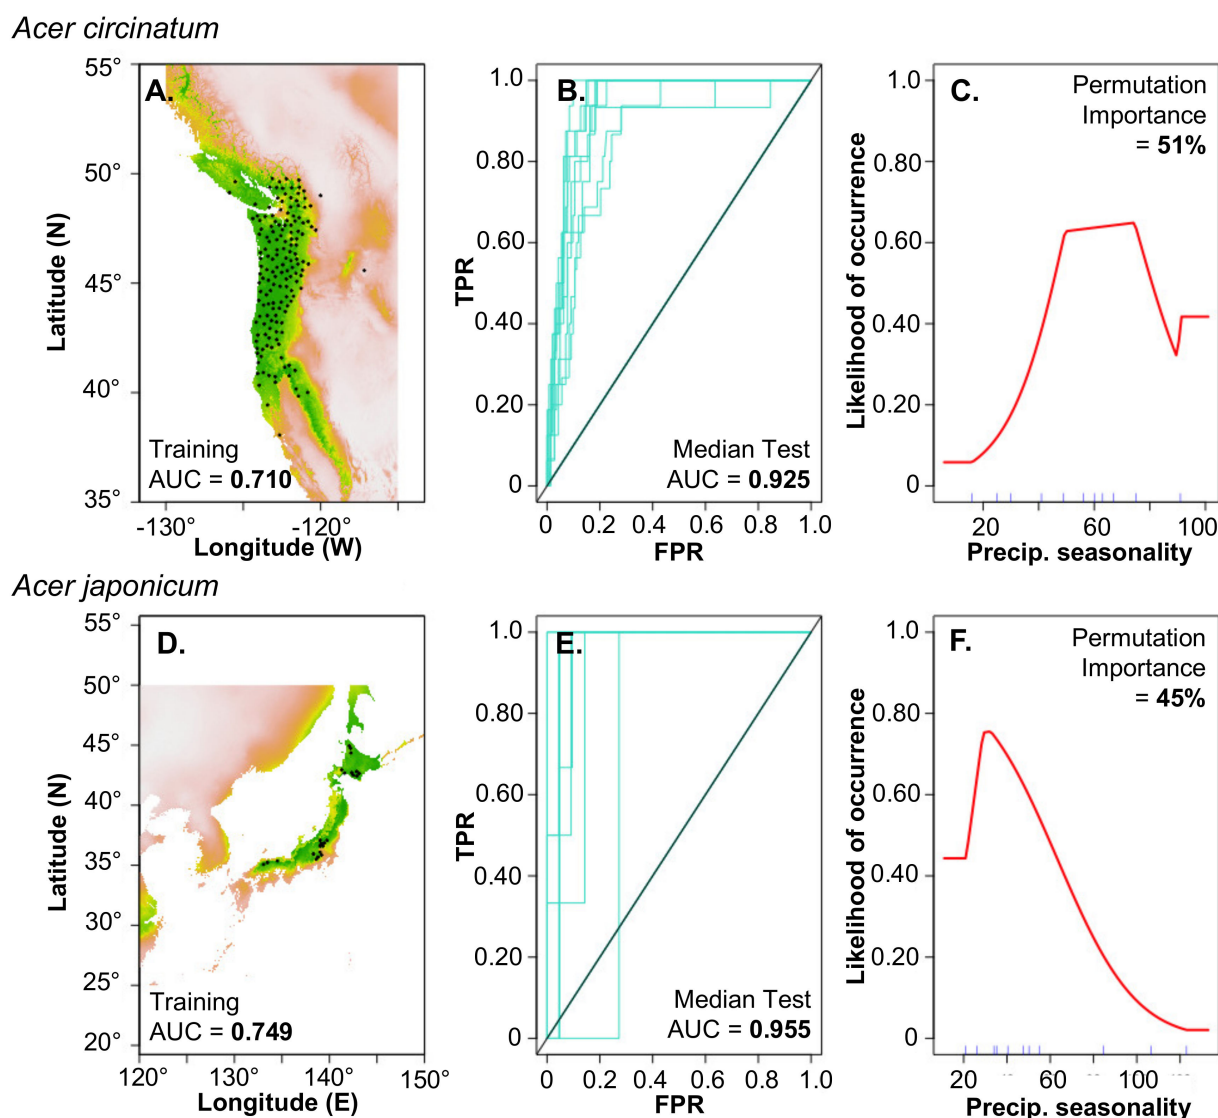 Acer circinatum
A.
55°
50°
45°
40°
35°
Latitude (N)
Training
AUC = 0.710
-130°
-120°
Longitude (W)
B.
1.0
0.80
0.60
0.40
0.20
0
TPR
Median Test
AUC = 0.925
0
0.2
0.4
0.6
0.8
1.0
FPR
C.
Permutation
Importance
= 51%
1.0
0.80
0.60
0.40
0.20
0
Likelihood of occurrence
20
60
100
Precip. seasonality
Acer japonicum
D.
55°
50°
45°
40°
35°
30°
25°
20°
Latitude (N)
Training
AUC = 0.749
120°
130°
140°
150°
Longitude (E)
E.
1.0
0.80
0.60
0.40
0.20
0
TPR
Median Test
AUC = 0.955
0
0.2
0.4
0.6
0.8
1.0
FPR
F.
Permutation
Importance
= 45%
1.0
0.80
0.60
0.40
0.20
0
Likelihood of occurrence
20
60
100
Precip. seasonality